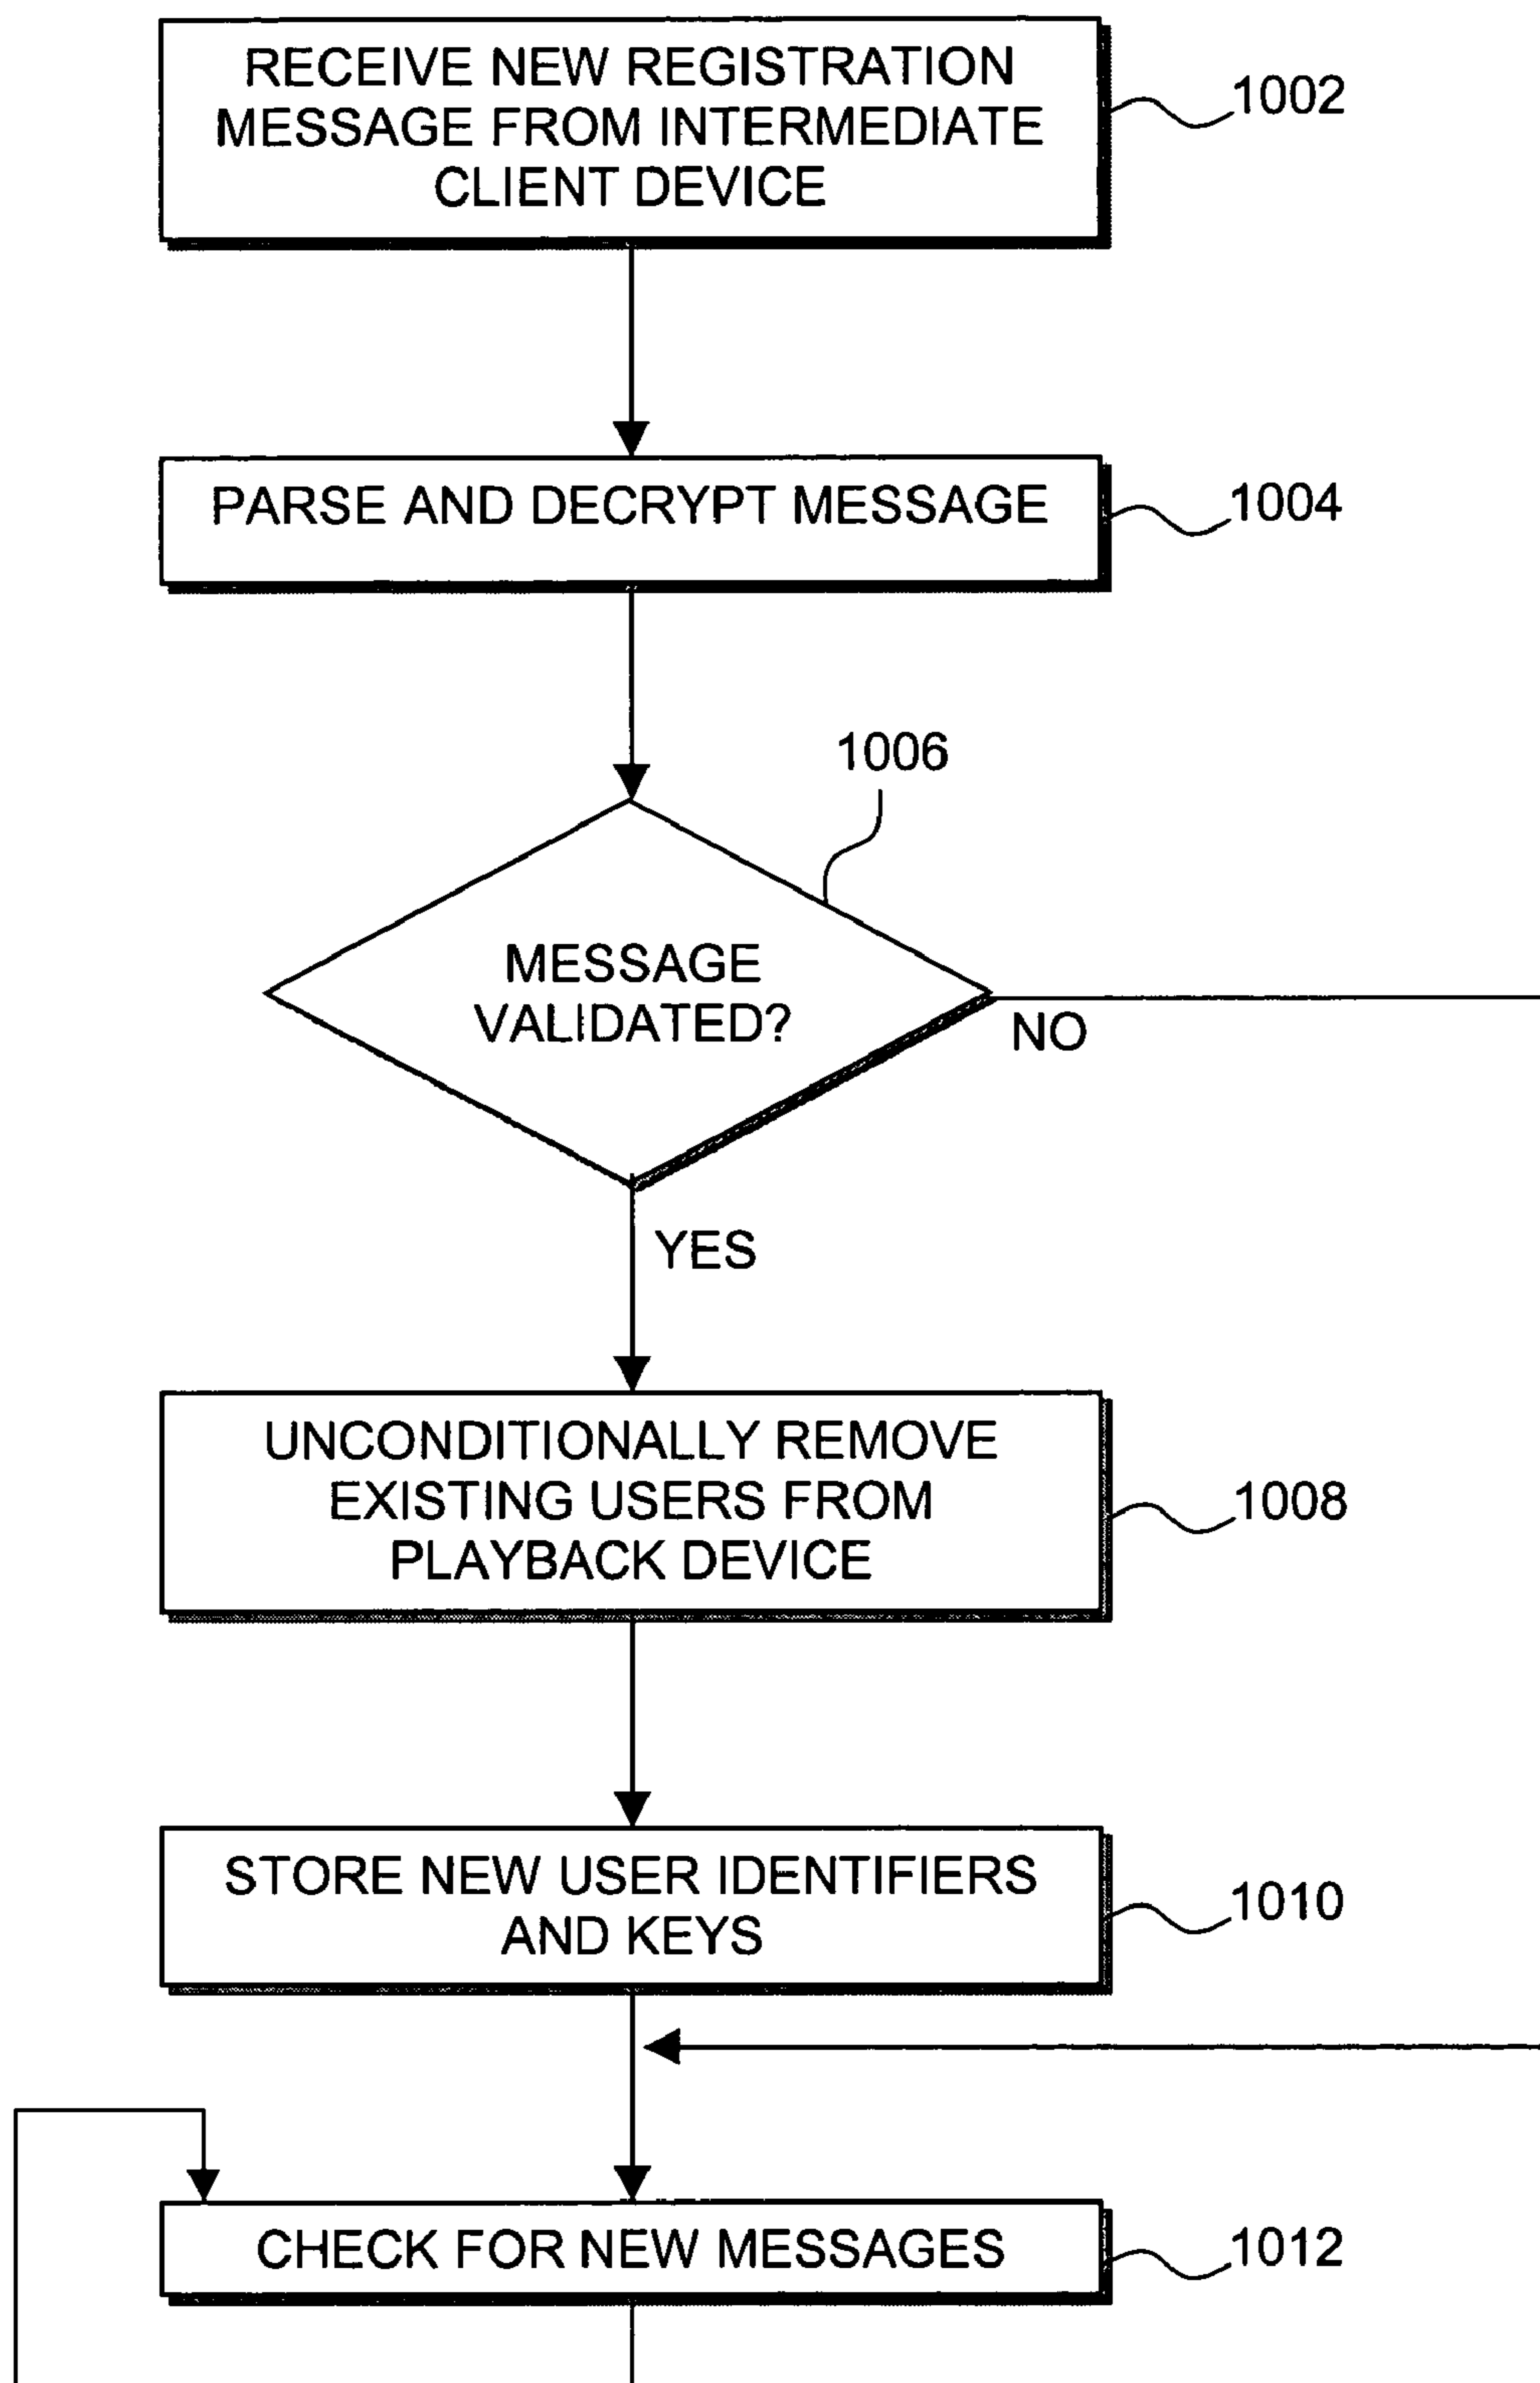 RECEIVE NEW REGISTRATION
MESSAGE FROM INTERMEDIATE
CLIENT DEVICE
1002
PARSE AND DECRYPT MESSAGE
1004
1006
MESSAGE
VALIDATED?
NO
YES
UNCONDITIONALLY REMOVE
EXISTING USERS FROM
PLAYBACK DEVICE
1008
STORE NEW USER IDENTIFIERS
AND KEYS
1010
CHECK FOR NEW MESSAGES
1012